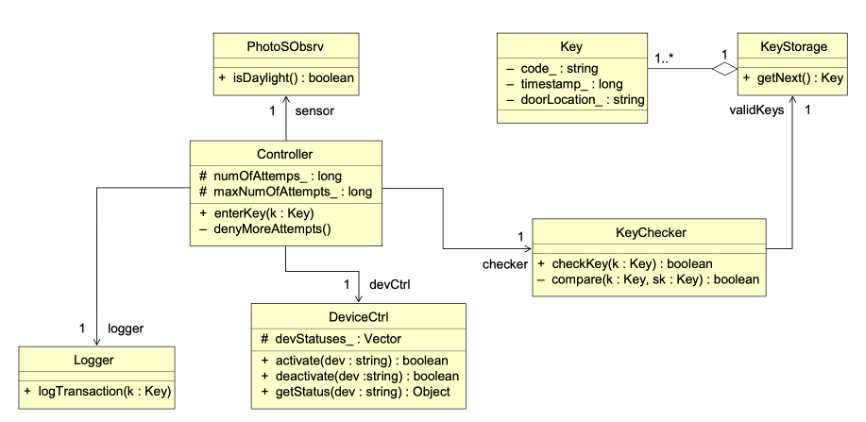 PhotoSObsrv
+ isDaylight() : boolean
1 sensor
Key
– code_ : string
– timestamp_ : long
– doorLocation_ : string
1..*
1
KeyStorage
+ getNext() : Key
validKeys 1
Controller
# numOfAttemps_ : long
# maxNumOfAttempts_ : long
+ enterKey(k : Key)
– denyMoreAttempts()
1
checker
KeyChecker
+ checkKey(k : Key) : boolean
– compare(k : Key, sk : Key) : boolean
1 devCtrl
DeviceCtrl
# devStatuses_ : Vector
+ activate(dev : string) : boolean
+ deactivate(dev :string) : boolean
+ getStatus(dev : string) : Object
1 logger
Logger
+ logTransaction(k : Key)